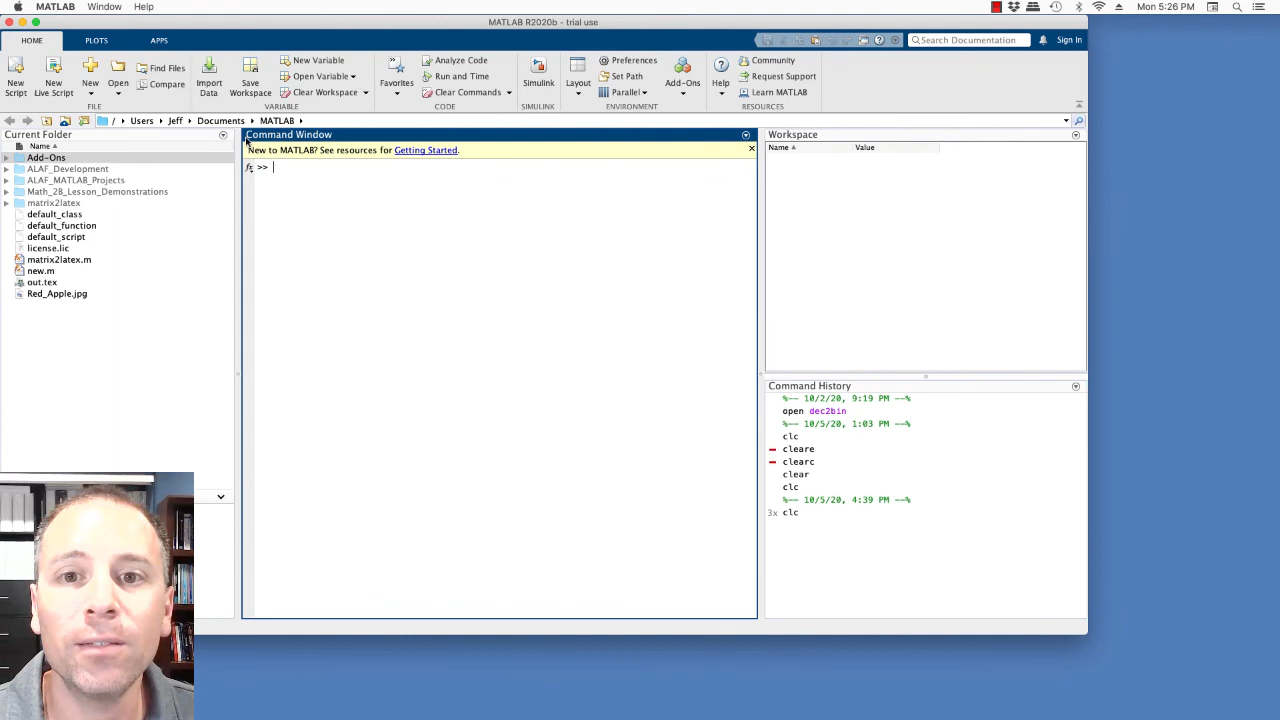 MATLAB Window Help Mon 5:26 PM
MATLAB R2020b - trial use
HOME PLOTS APPS Search Documentation Sign In
New Script
New Live Script
New
Open
Find Files
Compare
FILE
Import Data
Save Workspace
New Variable
Open Variable
Clear Workspace
VARIABLE
Favorites
Analyze Code
Run and Time
Clear Commands
CODE
Simulink
SIMULINK
Layout
Preferences
Set Path
Parallel
Add-Ons
ENVIRONMENT
Help
Community
Request Support
Learn MATLAB
RESOURCES
/ Users Jeff Documents MATLAB
Current Folder
Name
Add-Ons
ALAF_Development
ALAF_MATLAB_Projects
Math_2B_Lesson_Demonstrations
matrix2latex
default_class
default_function
default_script
license.lic
matrix2latex.m
new.m
out.tex
Red_Apple.jpg
Command Window
New to MATLAB? See resources for Getting Started.
fx >>
Workspace
Name Value
Command History
%-- 10/2/20, 9:19 PM --%
open dec2bin
%-- 10/5/20, 1:03 PM --%
clc
cleare
clearc
clear
clc
%-- 10/5/20, 4:39 PM --%
3x clc